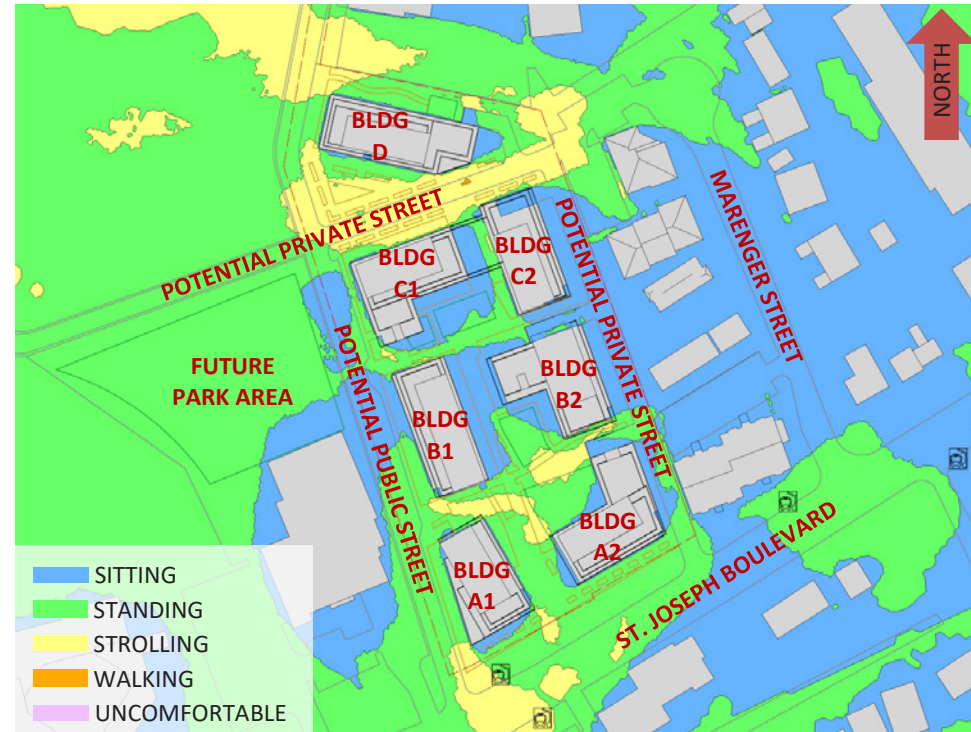 NORTH
BLDG
D
MARENGER STREET
POTENTIAL PRIVATE STREET
BLDG
C2
POTENTIAL PRIVATE STREET
BLDG
C1
FUTURE
PARK AREA
POTENTIAL PUBLIC STREET
BLDG
B2
BLDG
B1
BLDG
A2
BLDG
A1
ST. JOSEPH BOULEVARD
SITTING
STANDING
STROLLING
WALKING
UNCOMFORTABLE